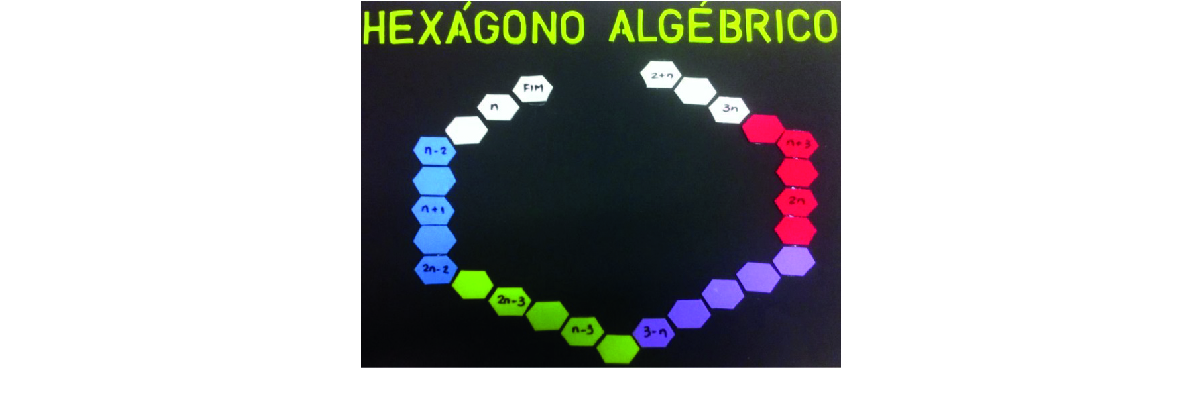 HEXÁGONO ALGÉBRICO
2+n
FIM
n
3n
n+3
n-2
2n
n+1
2n-2
2n-3
n-3
3-n